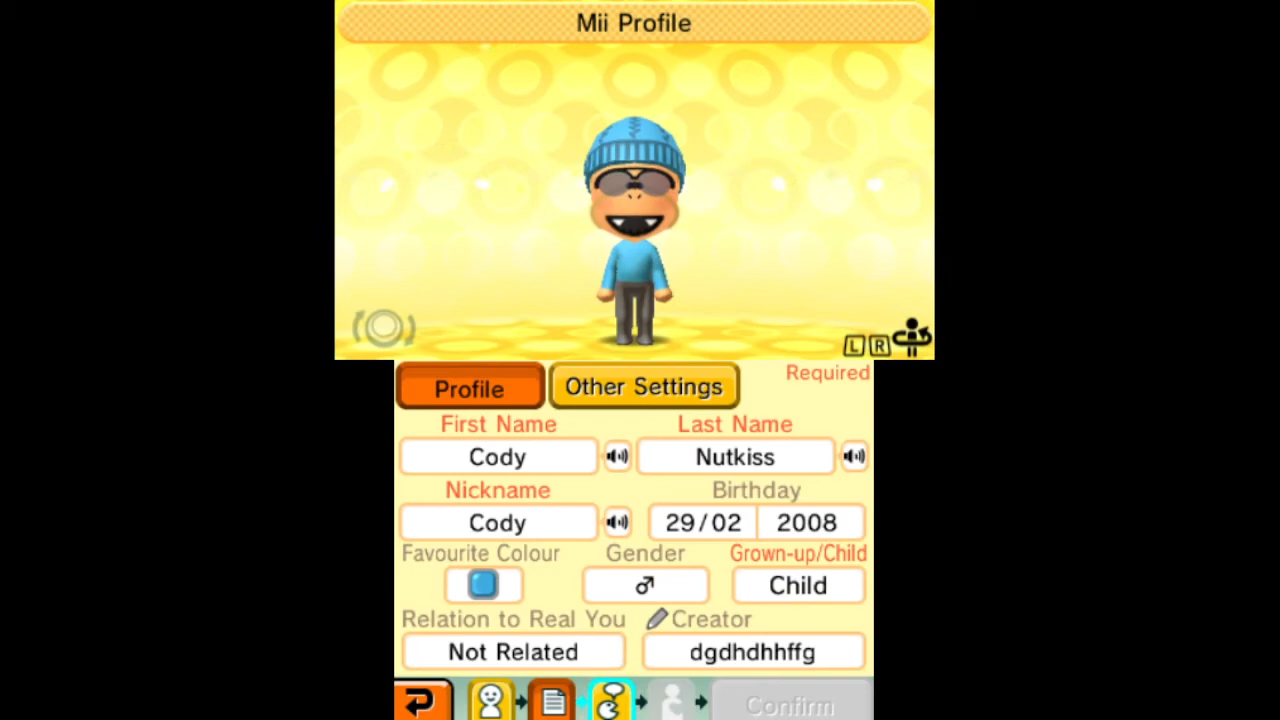 Mii Profile
L R
Profile Other Settings Required
First Name Last Name
Cody Nutkiss
Nickname Birthday
Cody 29/02 2008
Favourite Colour Gender Grown-up/Child
♂ Child
Relation to Real You Creator
Not Related dgdhdhhffg
Confirm